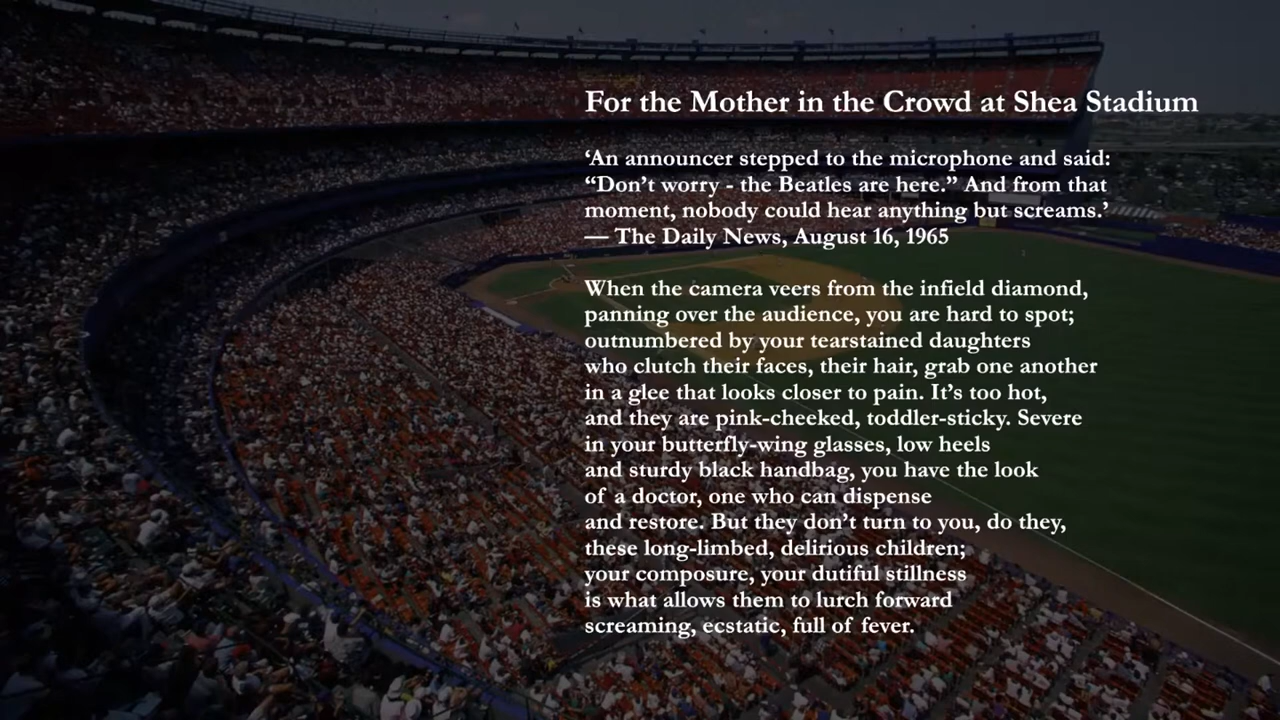 For the Mother in the Crowd at Shea Stadium
‘An announcer stepped to the microphone and said:
“Don’t worry - the Beatles are here.” And from that
moment, nobody could hear anything but screams.’
— The Daily News, August 16, 1965
When the camera veers from the infield diamond,
panning over the audience, you are hard to spot;
outnumbered by your tearstained daughters
who clutch their faces, their hair, grab one another
in a glee that looks closer to pain. It’s too hot,
and they are pink-cheeked, toddler-sticky. Severe
in your butterfly-wing glasses, low heels
and sturdy black handbag, you have the look
of a doctor, one who can dispense
and restore. But they don’t turn to you, do they,
these long-limbed, delirious children;
your composure, your dutiful stillness
is what allows them to lurch forward
screaming, ecstatic, full of fever.